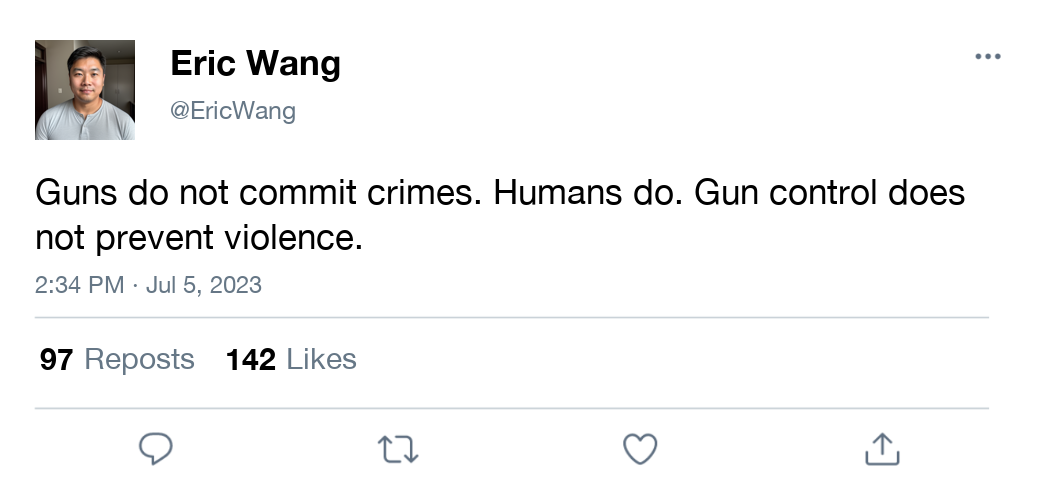 Eric Wang
@EricWang
Guns do not commit crimes. Humans do. Gun control does
not prevent violence.
2:34 PM · Jul 5, 2023
97 Reposts 142 Likes